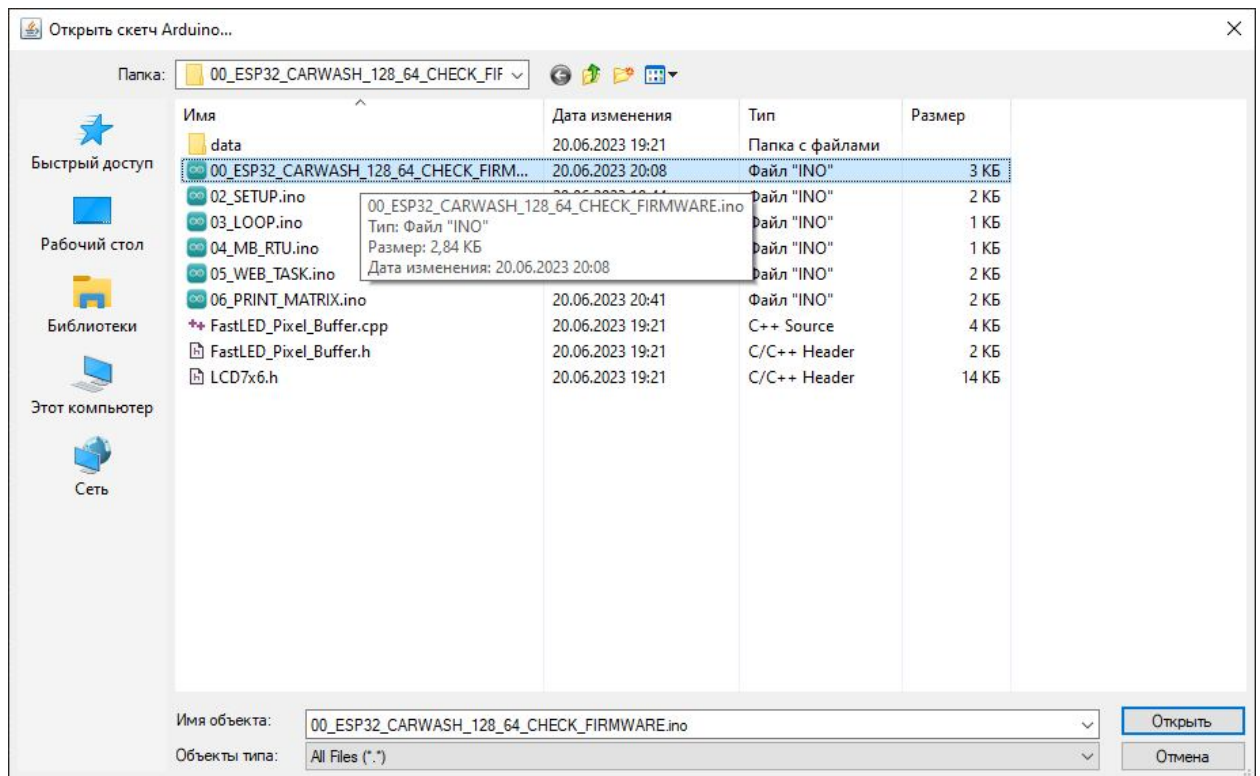 Открыть скетч Arduino...
Папка: 00_ESP32_CARWASH_128_64_CHECK_FIF
Имя Дата изменения Тип Размер
data 20.06.2023 19:21 Папка с файлами
00_ESP32_CARWASH_128_64_CHECK_FIRM... 20.06.2023 20:08 Файл "INO" 3 КБ
02_SETUP.ino Файл "INO" 2 КБ
03_LOOP.ino Файл "INO" 1 КБ
04_MB_RTU.ino Файл "INO" 1 КБ
05_WEB_TASK.ino Файл "INO" 2 КБ
06_PRINT_MATRIX.ino 20.06.2023 20:41 Файл "INO" 2 КБ
FastLED_Pixel_Buffer.cpp 20.06.2023 19:21 C++ Source 4 КБ
FastLED_Pixel_Buffer.h 20.06.2023 19:21 C/C++ Header 2 КБ
LCD7x6.h 20.06.2023 19:21 C/C++ Header 14 КБ
00_ESP32_CARWASH_128_64_CHECK_FIRMWARE.ino
Тип: Файл "INO"
Размер: 2,84 КБ
Дата изменения: 20.06.2023 20:08
Быстрый доступ
Рабочий стол
Библиотеки
Этот компьютер
Сеть
Имя объекта: 00_ESP32_CARWASH_128_64_CHECK_FIRMWARE.ino Открыть
Объекты типа: All Files (*.*) Отмена